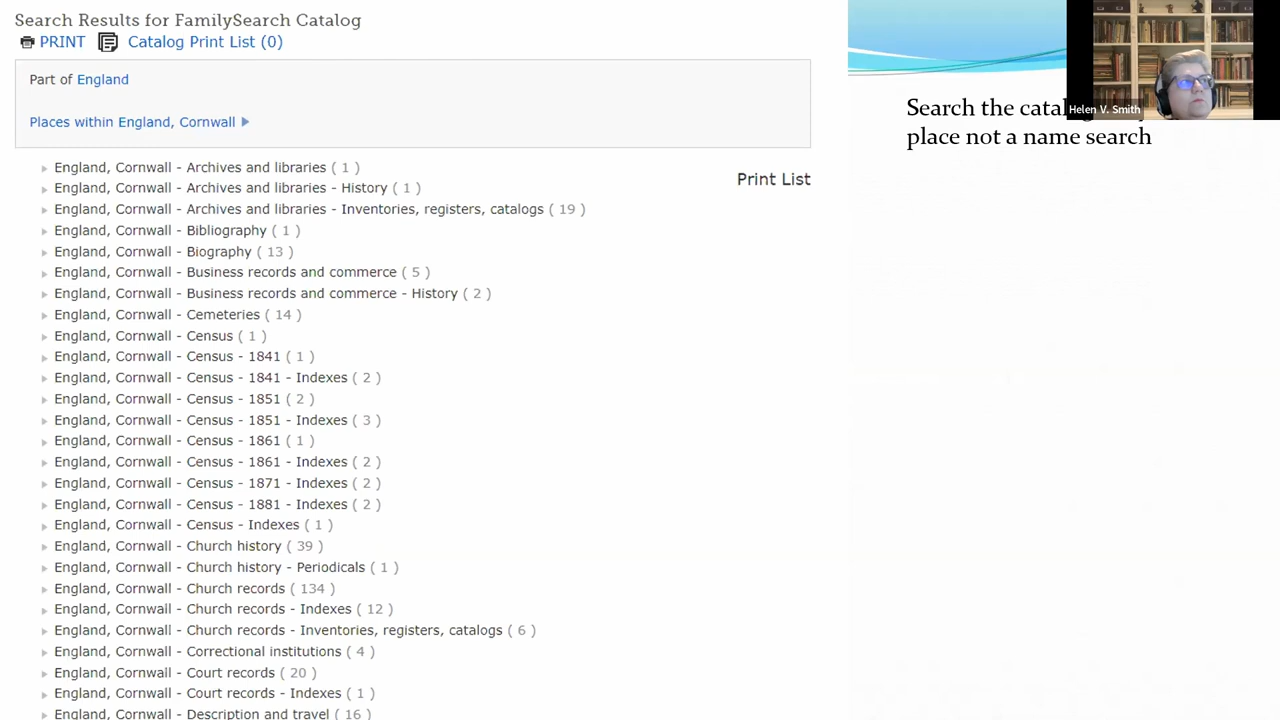 Search Results for FamilySearch Catalog
PRINT Catalog Print List (0)
Part of England
Places within England, Cornwall
England, Cornwall - Archives and libraries ( 1 )
England, Cornwall - Archives and libraries - History ( 1 )
England, Cornwall - Archives and libraries - Inventories, registers, catalogs ( 19 )
England, Cornwall - Bibliography ( 1 )
England, Cornwall - Biography ( 13 )
England, Cornwall - Business records and commerce ( 5 )
England, Cornwall - Business records and commerce - History ( 2 )
England, Cornwall - Cemeteries ( 14 )
England, Cornwall - Census ( 1 )
England, Cornwall - Census - 1841 ( 1 )
England, Cornwall - Census - 1841 - Indexes ( 2 )
England, Cornwall - Census - 1851 ( 2 )
England, Cornwall - Census - 1851 - Indexes ( 3 )
England, Cornwall - Census - 1861 ( 1 )
England, Cornwall - Census - 1861 - Indexes ( 2 )
England, Cornwall - Census - 1871 - Indexes ( 2 )
England, Cornwall - Census - 1881 - Indexes ( 2 )
England, Cornwall - Census - Indexes ( 1 )
England, Cornwall - Church history ( 39 )
England, Cornwall - Church history - Periodicals ( 1 )
England, Cornwall - Church records ( 134 )
England, Cornwall - Church records - Indexes ( 12 )
England, Cornwall - Church records - Inventories, registers, catalogs ( 6 )
England, Cornwall - Correctional institutions ( 4 )
England, Cornwall - Court records ( 20 )
England, Cornwall - Court records - Indexes ( 1 )
England, Cornwall - Description and travel ( 16 )
Print List
Search the
place not a name search
Helen V. Smith